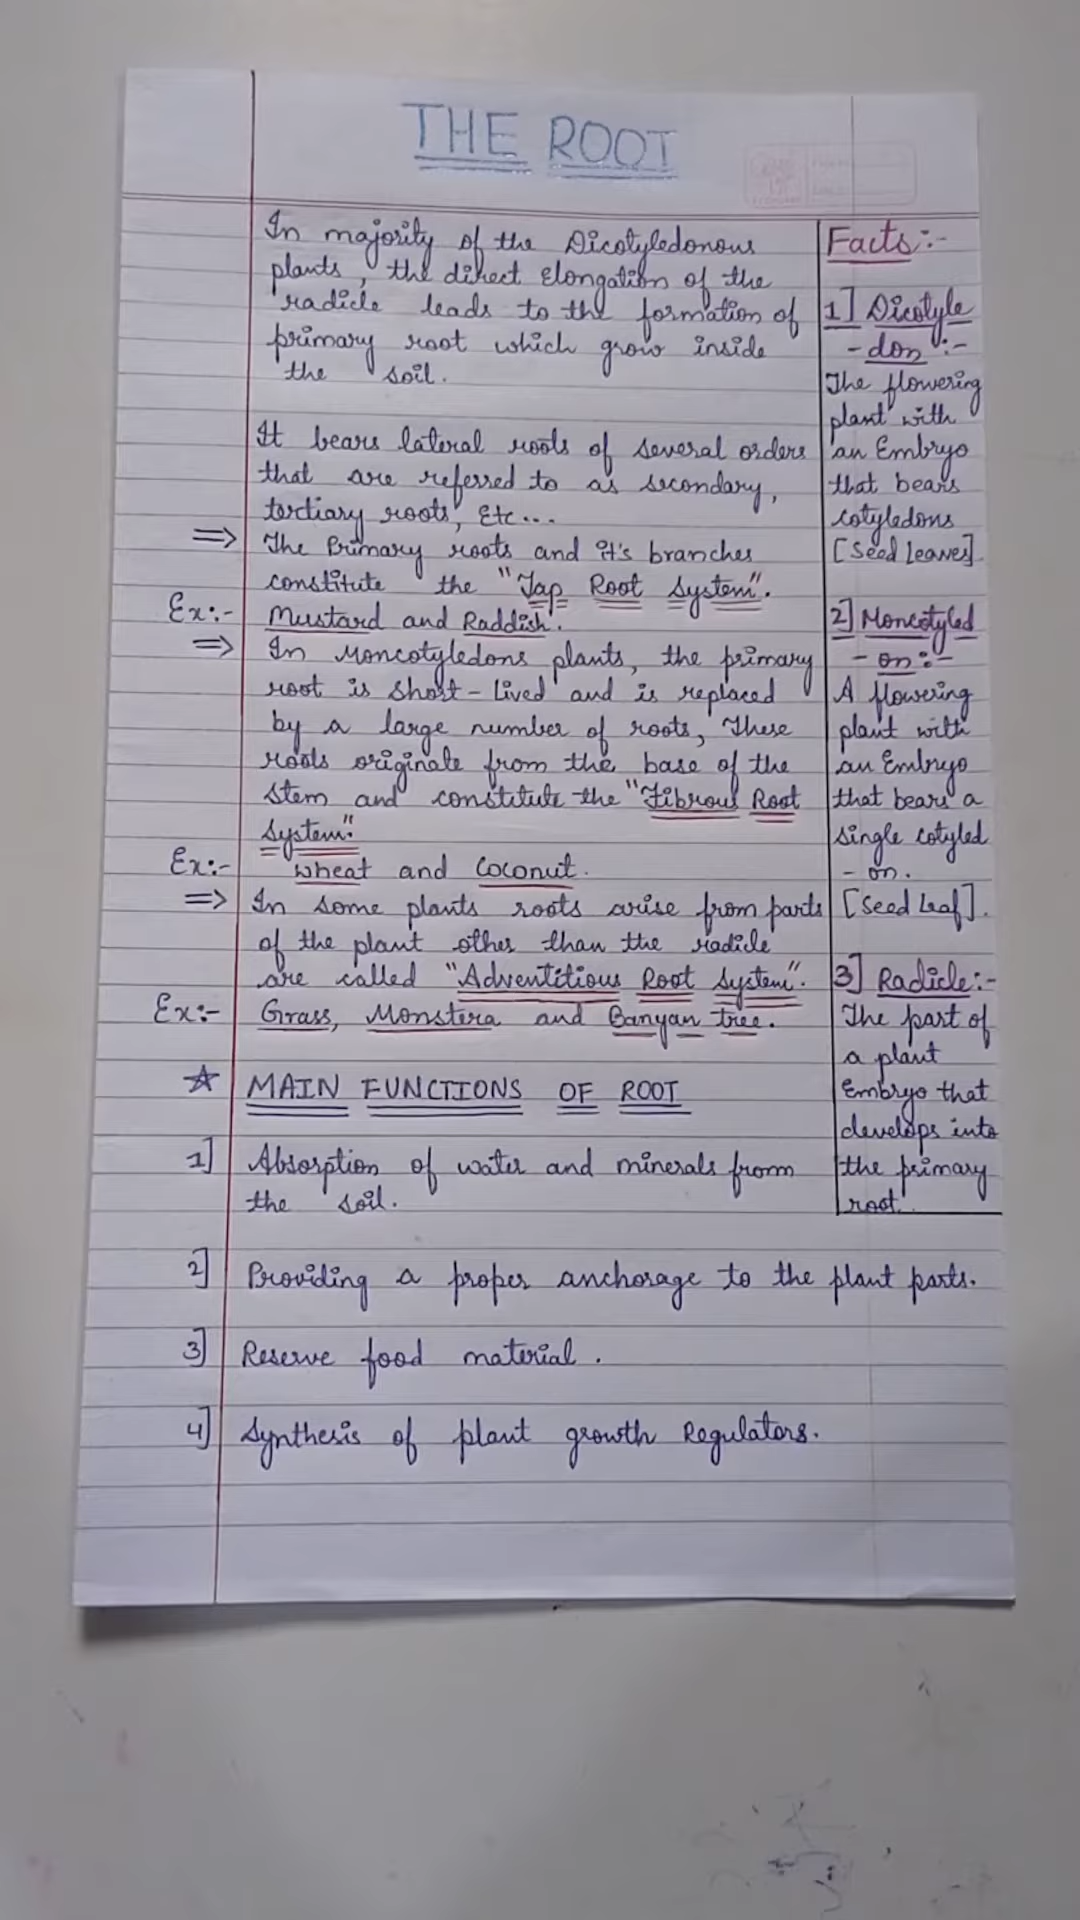 THE ROOT
In majority of the Dicotyledonous
plants, the direct Elongation of the
radicle leads to the formation of
primary root which grow inside
the soil.
It bears lateral roots of several orders
that are referred to as secondary,
tertiary roots, Etc...
⇒ The Primary roots and it's branches
constitute the "Tap Root System".
Ex:- Mustard and Raddish.
⇒ In Moncotyledons plants, the primary
root is Short-Lived and is replaced
by a large number of roots, These
roots originate from the base of the
Stem and constitute the "Fibrous Root
System".
Ex:- Wheat and Coconut.
⇒ In some plants roots arise from parts
of the plant other than the radicle
are called "Adventitious Root System".
Ex:- Grass, Monstera and Banyan tree.
☆ MAIN FUNCTIONS OF ROOT
1] Absorption of water and minerals fromm
the soil.
2] Providing a proper anchorage to the plant parts.
3] Reserve food material.
4] Synthesis of plant growth Regulators.
Facts:-
1] Dicotyle
-don:-
The flowering
plant with
an Embryo
that bears
cotyledons
[Seed Leaves].
2] Moncotyled
-on:-
A flowering
plant with
an Embryo
that bears a
single cotyled
-on.
[Seed Leaf].
3] Radicle:-
The part of
a plant
Embryo that
develops into
the primary
root.